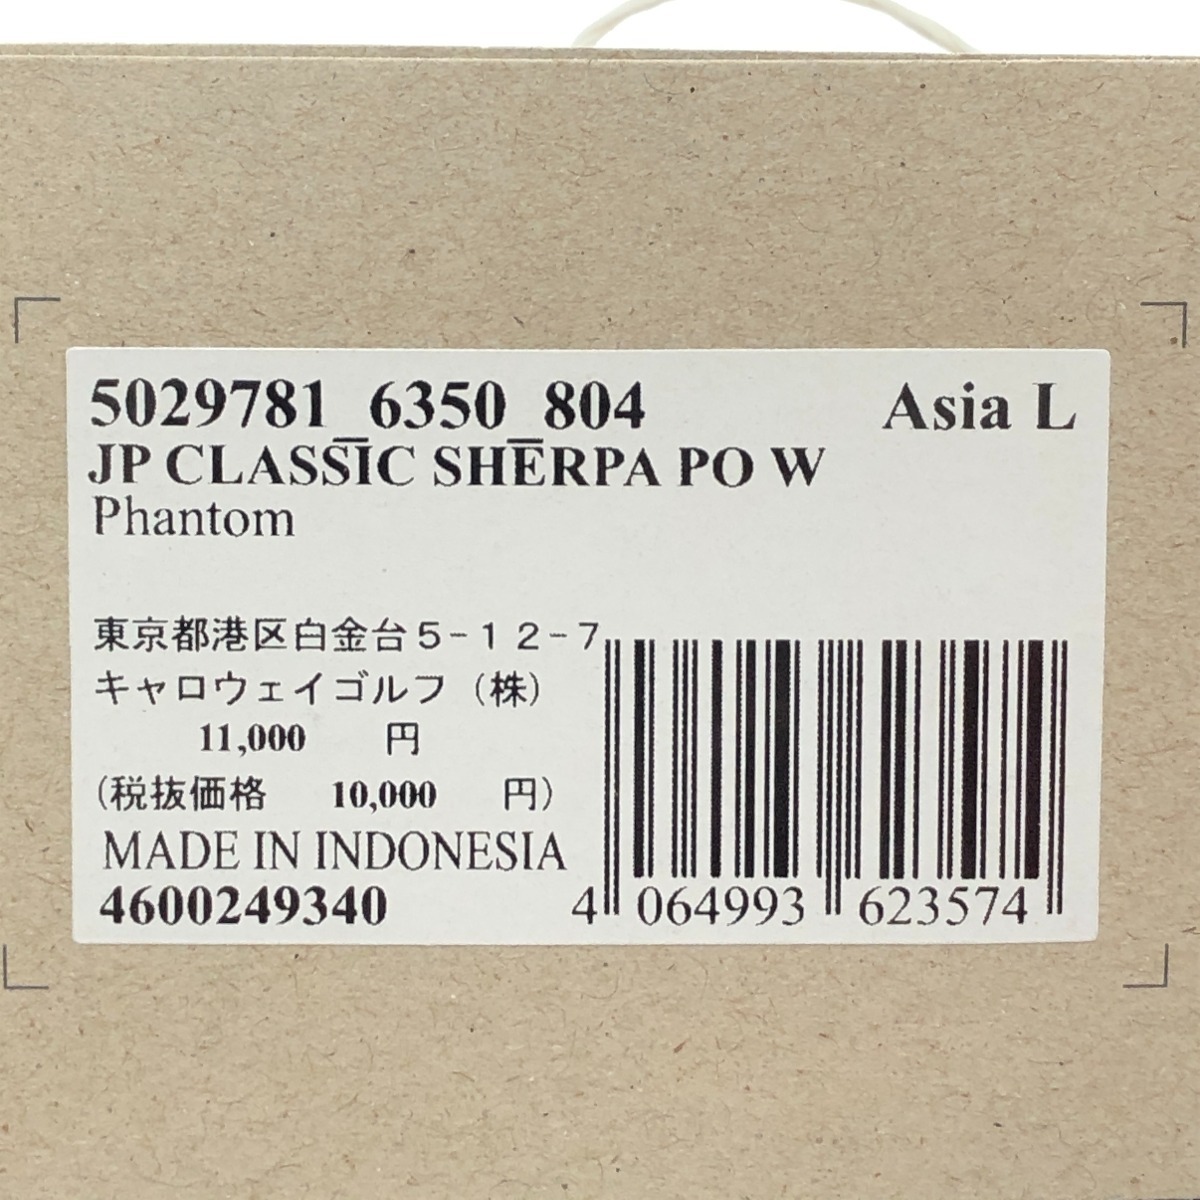 5029781_6350_804 Asia L
JP CLASSIC SHERPA PO W
Phantom
東京都港区白金台5-12-7
キャロウェイゴルフ（株）
11,000 円
(税抜価格 10,000 円)
MADE IN INDONESIA
4600249340
4 064993 623574